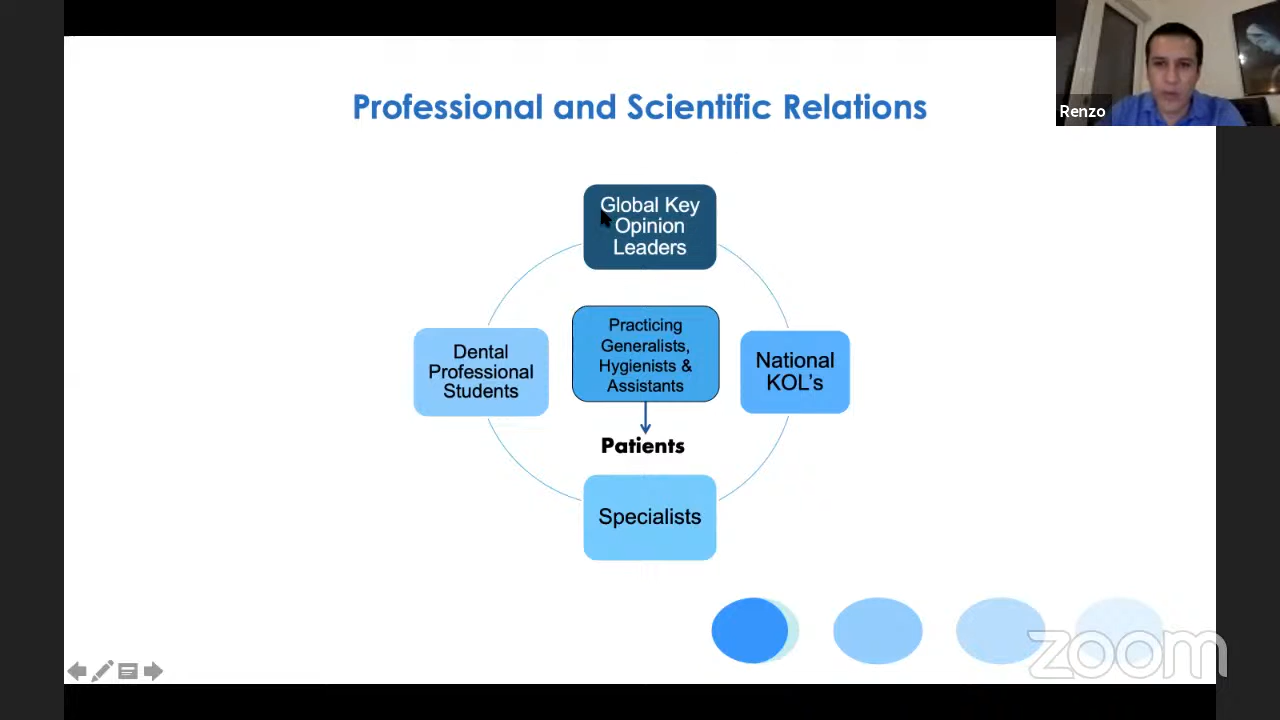 Professional and Scientific Relations
Renzo
Global Key
Opinion
Leaders
Practicing
Generalists,
Hygienists &
Assistants
Dental
Professional
Students
National
KOL's
Patients
Specialists
zoom